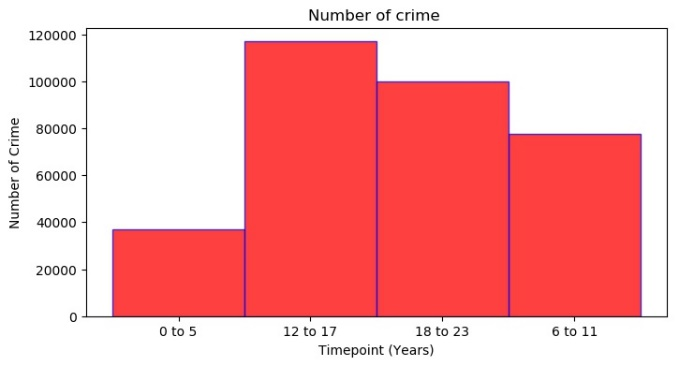 Number of crime
120000
100000
80000
60000
40000
20000
0
Number of Crime
0 to 5 12 to 17 18 to 23 6 to 11
Timepoint (Years)